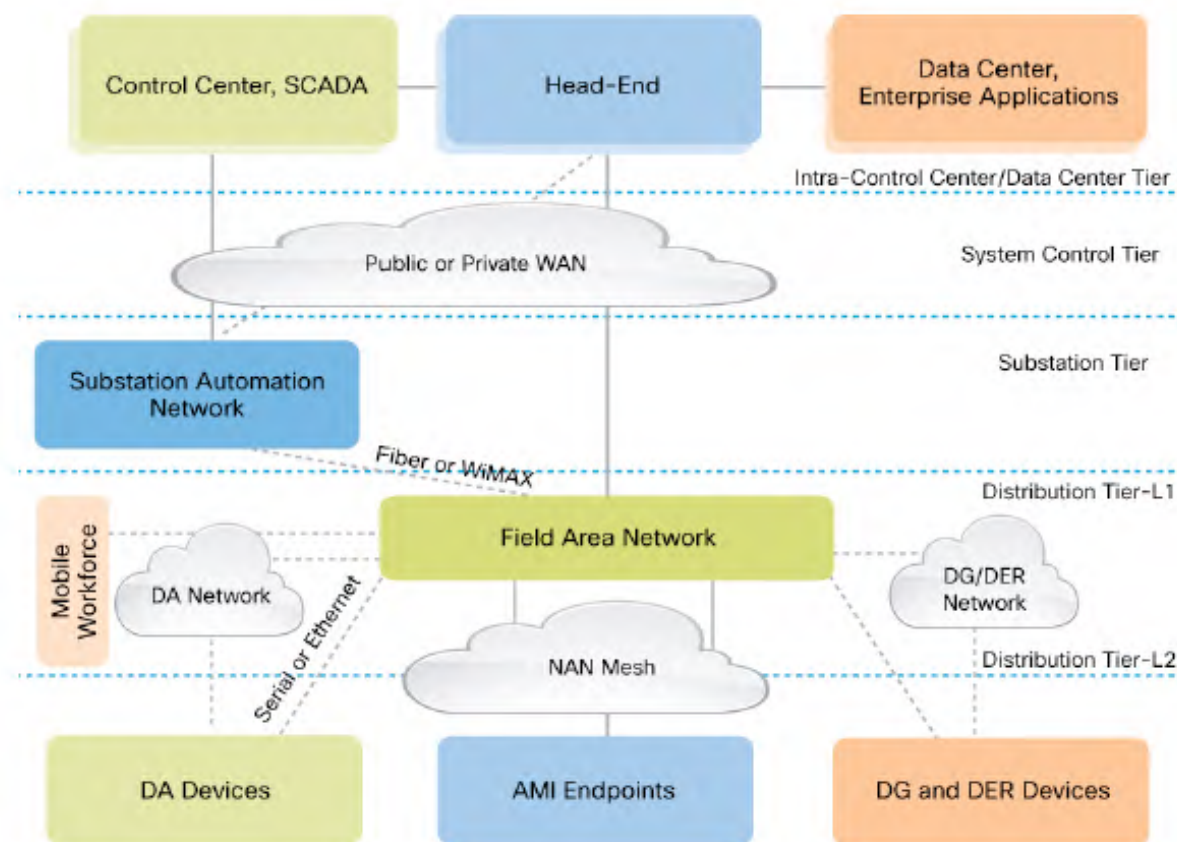 Control Center, SCADA
Head-End
Data Center,
Enterprise Applications
Intra-Control Center/Data Center Tier
Public or Private WAN
System Control Tier
Substation Tier
Substation Automation
Network
Fiber or WiMAX
Distribution Tier-L1
Mobile
Workforce
Field Area Network
DA Network
DG/DER
Network
Serial or Ethernet
NAN Mesh
Distribution Tier-L2
DA Devices
AMI Endpoints
DG and DER Devices